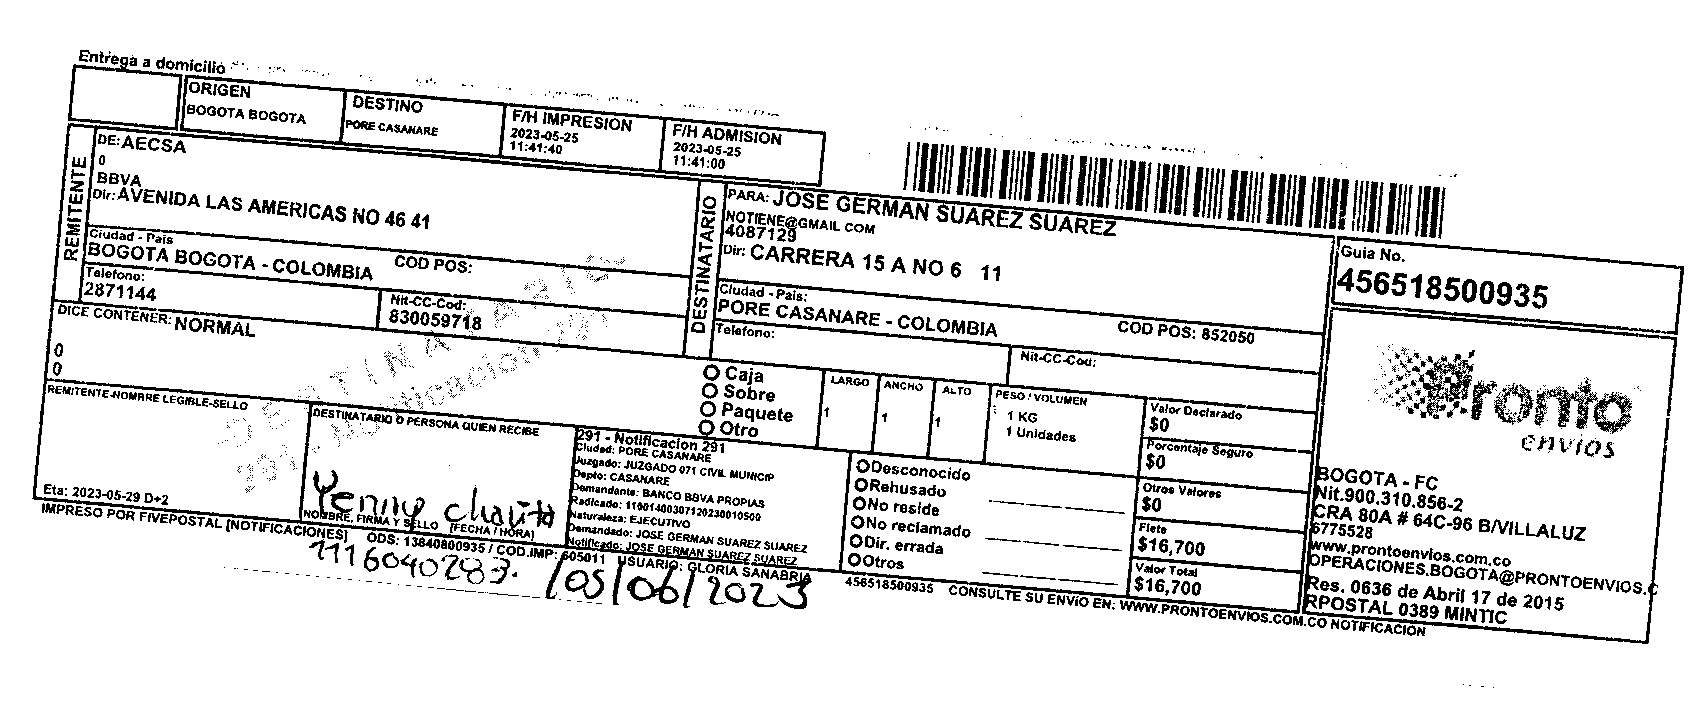 Entrega a domicilio
ORIGEN
BOGOTA BOGOTA
DESTINO
PORE CASANARE
F/H IMPRESION
2023-05-25
11:41:40
F/H ADMISION
2023-05-25
11:41:00
REMITENTE
DE: AECSA
0
BBVA
Dir: AVENIDA LAS AMERICAS NO 46 41
Ciudad - Pais
COD POS:
BOGOTA BOGOTA - COLOMBIA
Telefono:
2871144
Nit-CC-Cod:
830059718
DESTINATARIO
PARA: JOSE GERMAN SUAREZ SUAREZ
NOTIENE@GMAIL COM
4087129
Dir: CARRERA 15 A NO 6 11
Ciudad - Pais:
PORE CASANARE - COLOMBIA
COD POS: 852050
Telefono:
Nit-CC-Cod:
Guia No.
456518500935
DICE CONTENER: NORMAL
0
0
DESTINATARIO
291 - Notificacion 291
Caja
Sobre
Paquete
Otro
LARGO
1
ANCHO
1
ALTO
1
PESO / VOLUMEN
1 KG
1 Unidades
Valor Declarado
$0
Porcentaje Seguro
$0
Otros Valores
$0
Flete
$16,700
Valor Total
$16,700
REMITENTE-NOMBRE LEGIBLE-SELLO
Eta: 2023-05-29 D+2
DESTINATARIO O PERSONA QUIEN RECIBE
Yenny
NOMBRE, FIRMA Y SELLO [FECHA / HORA]
291 - Notificacion 291
Ciudad: PORE CASANARE
Juzgado: JUZGADO 071 CIVIL MUNICIP
Depto: CASANARE
Demandante: BANCO BBVA PROPIAS
Radicado: 11001400307120230010500
Naturaleza: EJECUTIVO
Demandado: JOSE GERMAN SUAREZ SUAREZ
Notificado: JOSE GERMAN SUAREZ SUAREZ
Desconocido
Rehusado
No reside
No reclamado
Dir. errada
Otros
Pronto
envios
BOGOTA - FC
Nit.900.310.856-2
CRA 80A # 64C-96 B/VILLALUZ
6775528
www.prontoenvios.com.co
OPERACIONES.BOGOTA@PRONTOENVIOS.C
Res. 0636 de Abril 17 de 2015
RPOSTAL 0389 MINTIC
IMPRESO POR FIVEPOSTAL [NOTIFICACIONES] ODS: 13840800935 / COD.IMP: 605011 USUARIO: GLORIA SANABRIA
456518500935 CONSULTE SU ENVIO EN: WWW.PRONTOENVIOS.COM.CO NOTIFICACION
1116040283. /05/06/2023